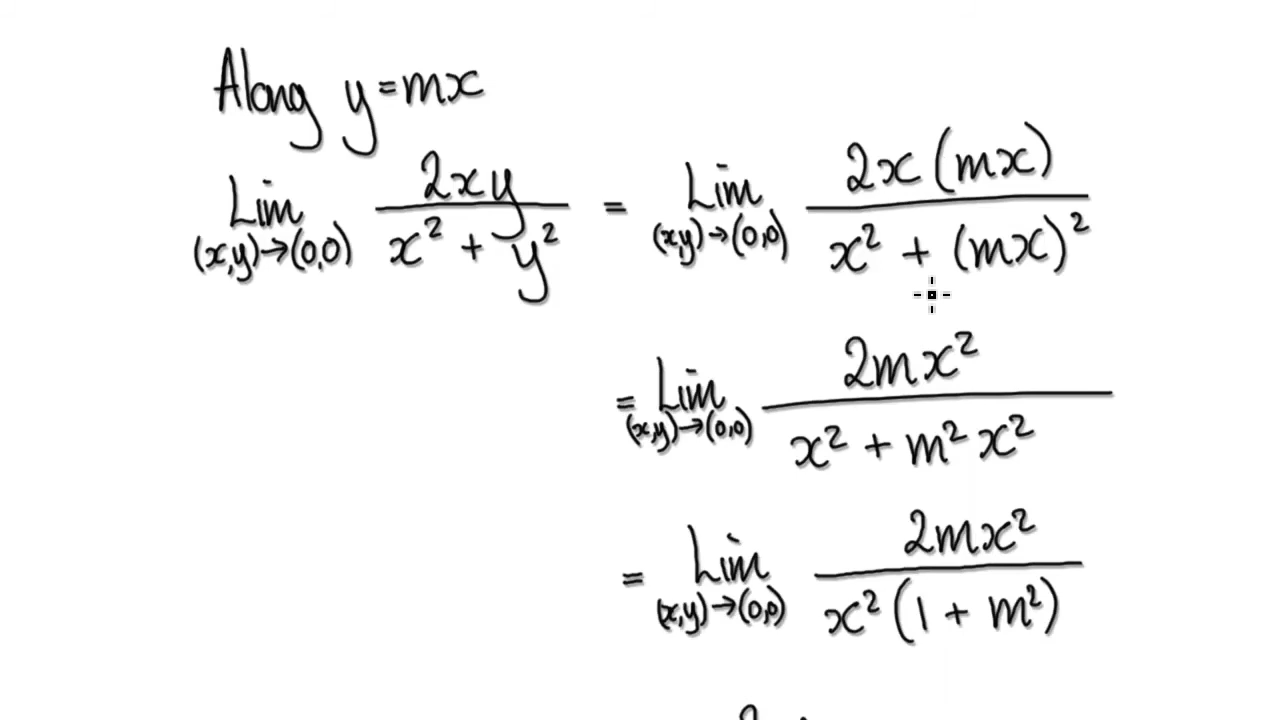 Along y=mx
Lim (x,y)→(0,0) 2xy / x² + y² = Lim (x,y)→(0,0) 2x(mx) / x² + (mx)²
= Lim (x,y)→(0,0) 2mx² / x² + m²x²
= Lim (x,y)→(0,0) 2mx² / x²(1 + m²)